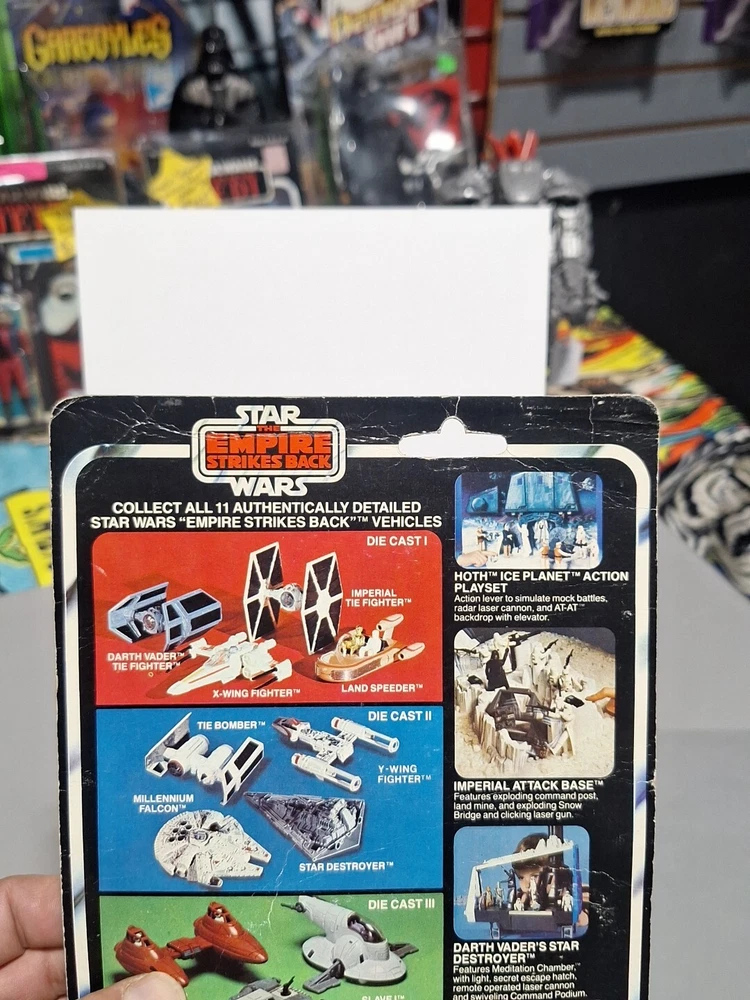 GARGOYLES
STAR
THE
EMPIRE
STRIKES BACK
WARS
COLLECT ALL 11 AUTHENTICALLY DETAILED
STAR WARS “EMPIRE STRIKES BACK”™ VEHICLES
DIE CAST I
IMPERIAL
TIE FIGHTER™
DARTH VADER™
TIE FIGHTER™
X-WING FIGHTER™
LAND SPEEDER™
DIE CAST II
TIE BOMBER™
Y-WING
FIGHTER™
MILLENNIUM
FALCON™
STAR DESTROYER™
DIE CAST III
SLAVE I™
HOTH™ ICE PLANET™ ACTION
PLAYSET
Action lever to simulate mock battles,
radar laser cannon, and AT-AT™
backdrop with elevator.
IMPERIAL ATTACK BASE™
Features exploding command post,
land mine, and exploding Snow
Bridge and clicking laser gun.
DARTH VADER'S STAR
DESTROYER™
Features Meditation Chamber,
with light, secret escape hatch,
remote operated laser cannon
and swiveling Command Podium.